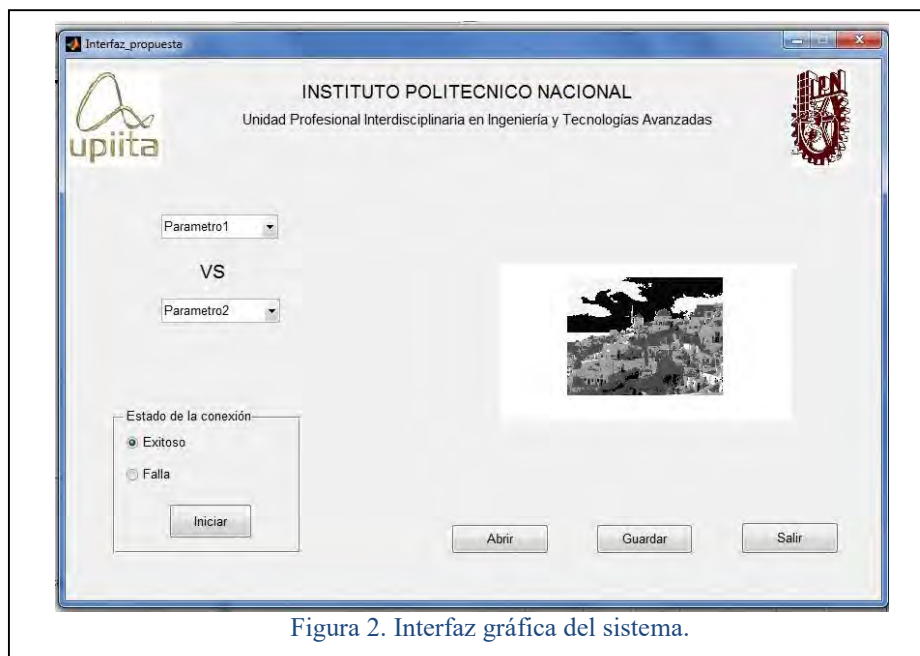 Interfaz_propuesta
INSTITUTO POLITECNICO NACIONAL
Unidad Profesional Interdisciplinaria en Ingeniería y Tecnologías Avanzadas
upiita
IPN
Parametro1
VS
Parametro2
Estado de la conexión
Exitoso
Falla
Iniciar
Abrir
Guardar
Salir
Figura 2. Interfaz gráfica del sistema.